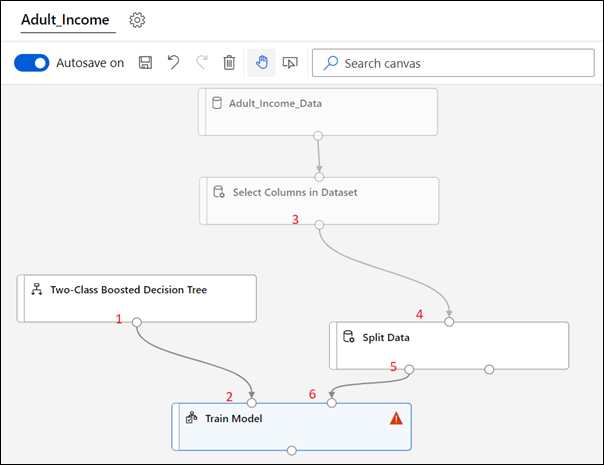 Adult_Income
Autosave on
Search canvas
Adult_Income_Data
Select Columns in Dataset
3
Two-Class Boosted Decision Tree
1
4
Split Data
5
2
6
Train Model